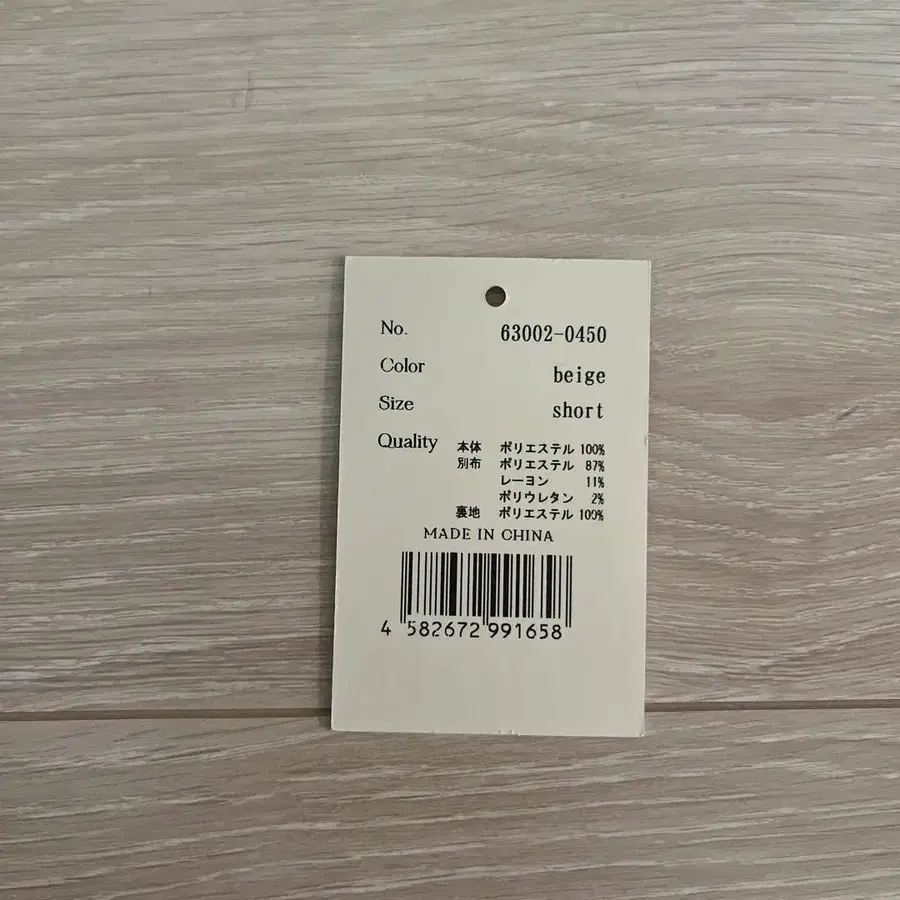 No. 63002-0450
Color beige
Size short
Quality 本体 ポリエステル 100%
別布 ポリエステル 87%
レーヨン 11%
ポリウレタン 2%
裏地 ポリエステル 100%
MADE IN CHINA
4 582672 991658